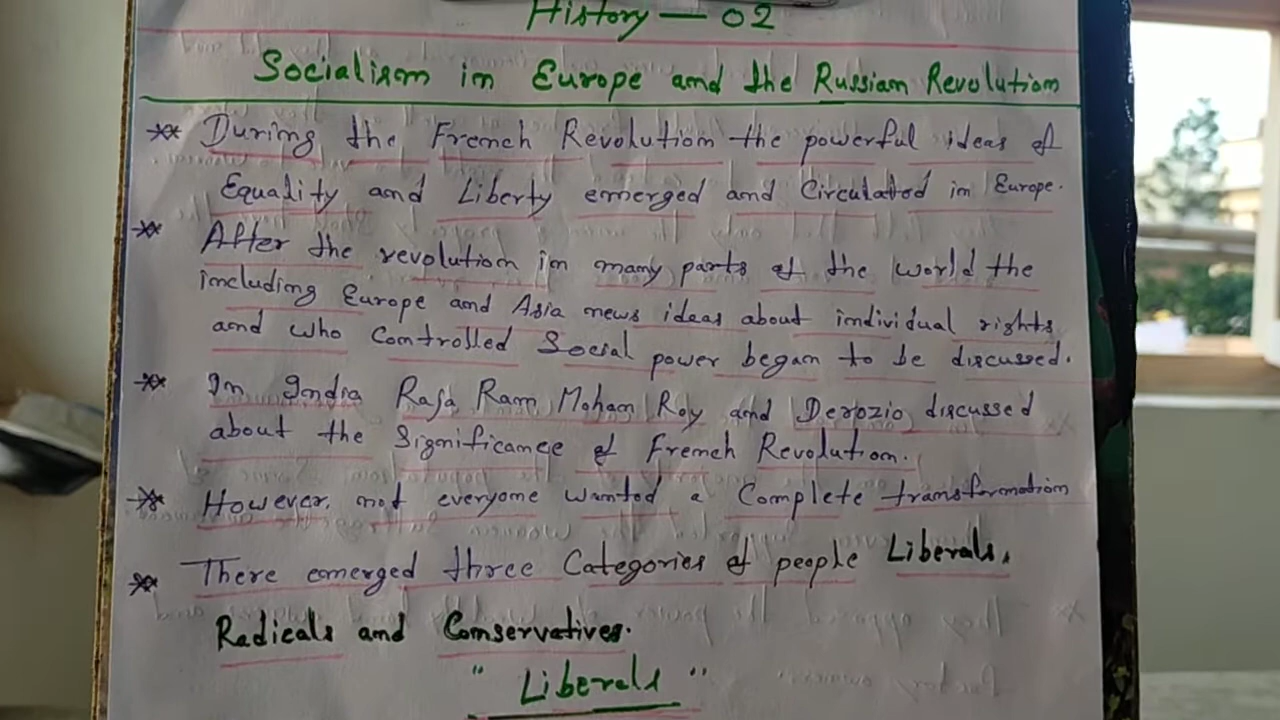 History — 02
Socialism in Europe and the Russian Revolution
** During the French Revolution the powerful ideas of
Equality and Liberty emerged and Circulated in Europe.
** After the revolution in many parts of the world the
including Europe and Asia news ideas about individual rights
and who Controlled Social power began to be discussed.
** In India Raja Ram Mohan Roy and Derozio discussed
about the Significance of French Revolution.
** However, not everyone wanted a Complete transformation
** There emerged three Categories of people Liberals,
Radicals and Conservatives.
" Liberals "